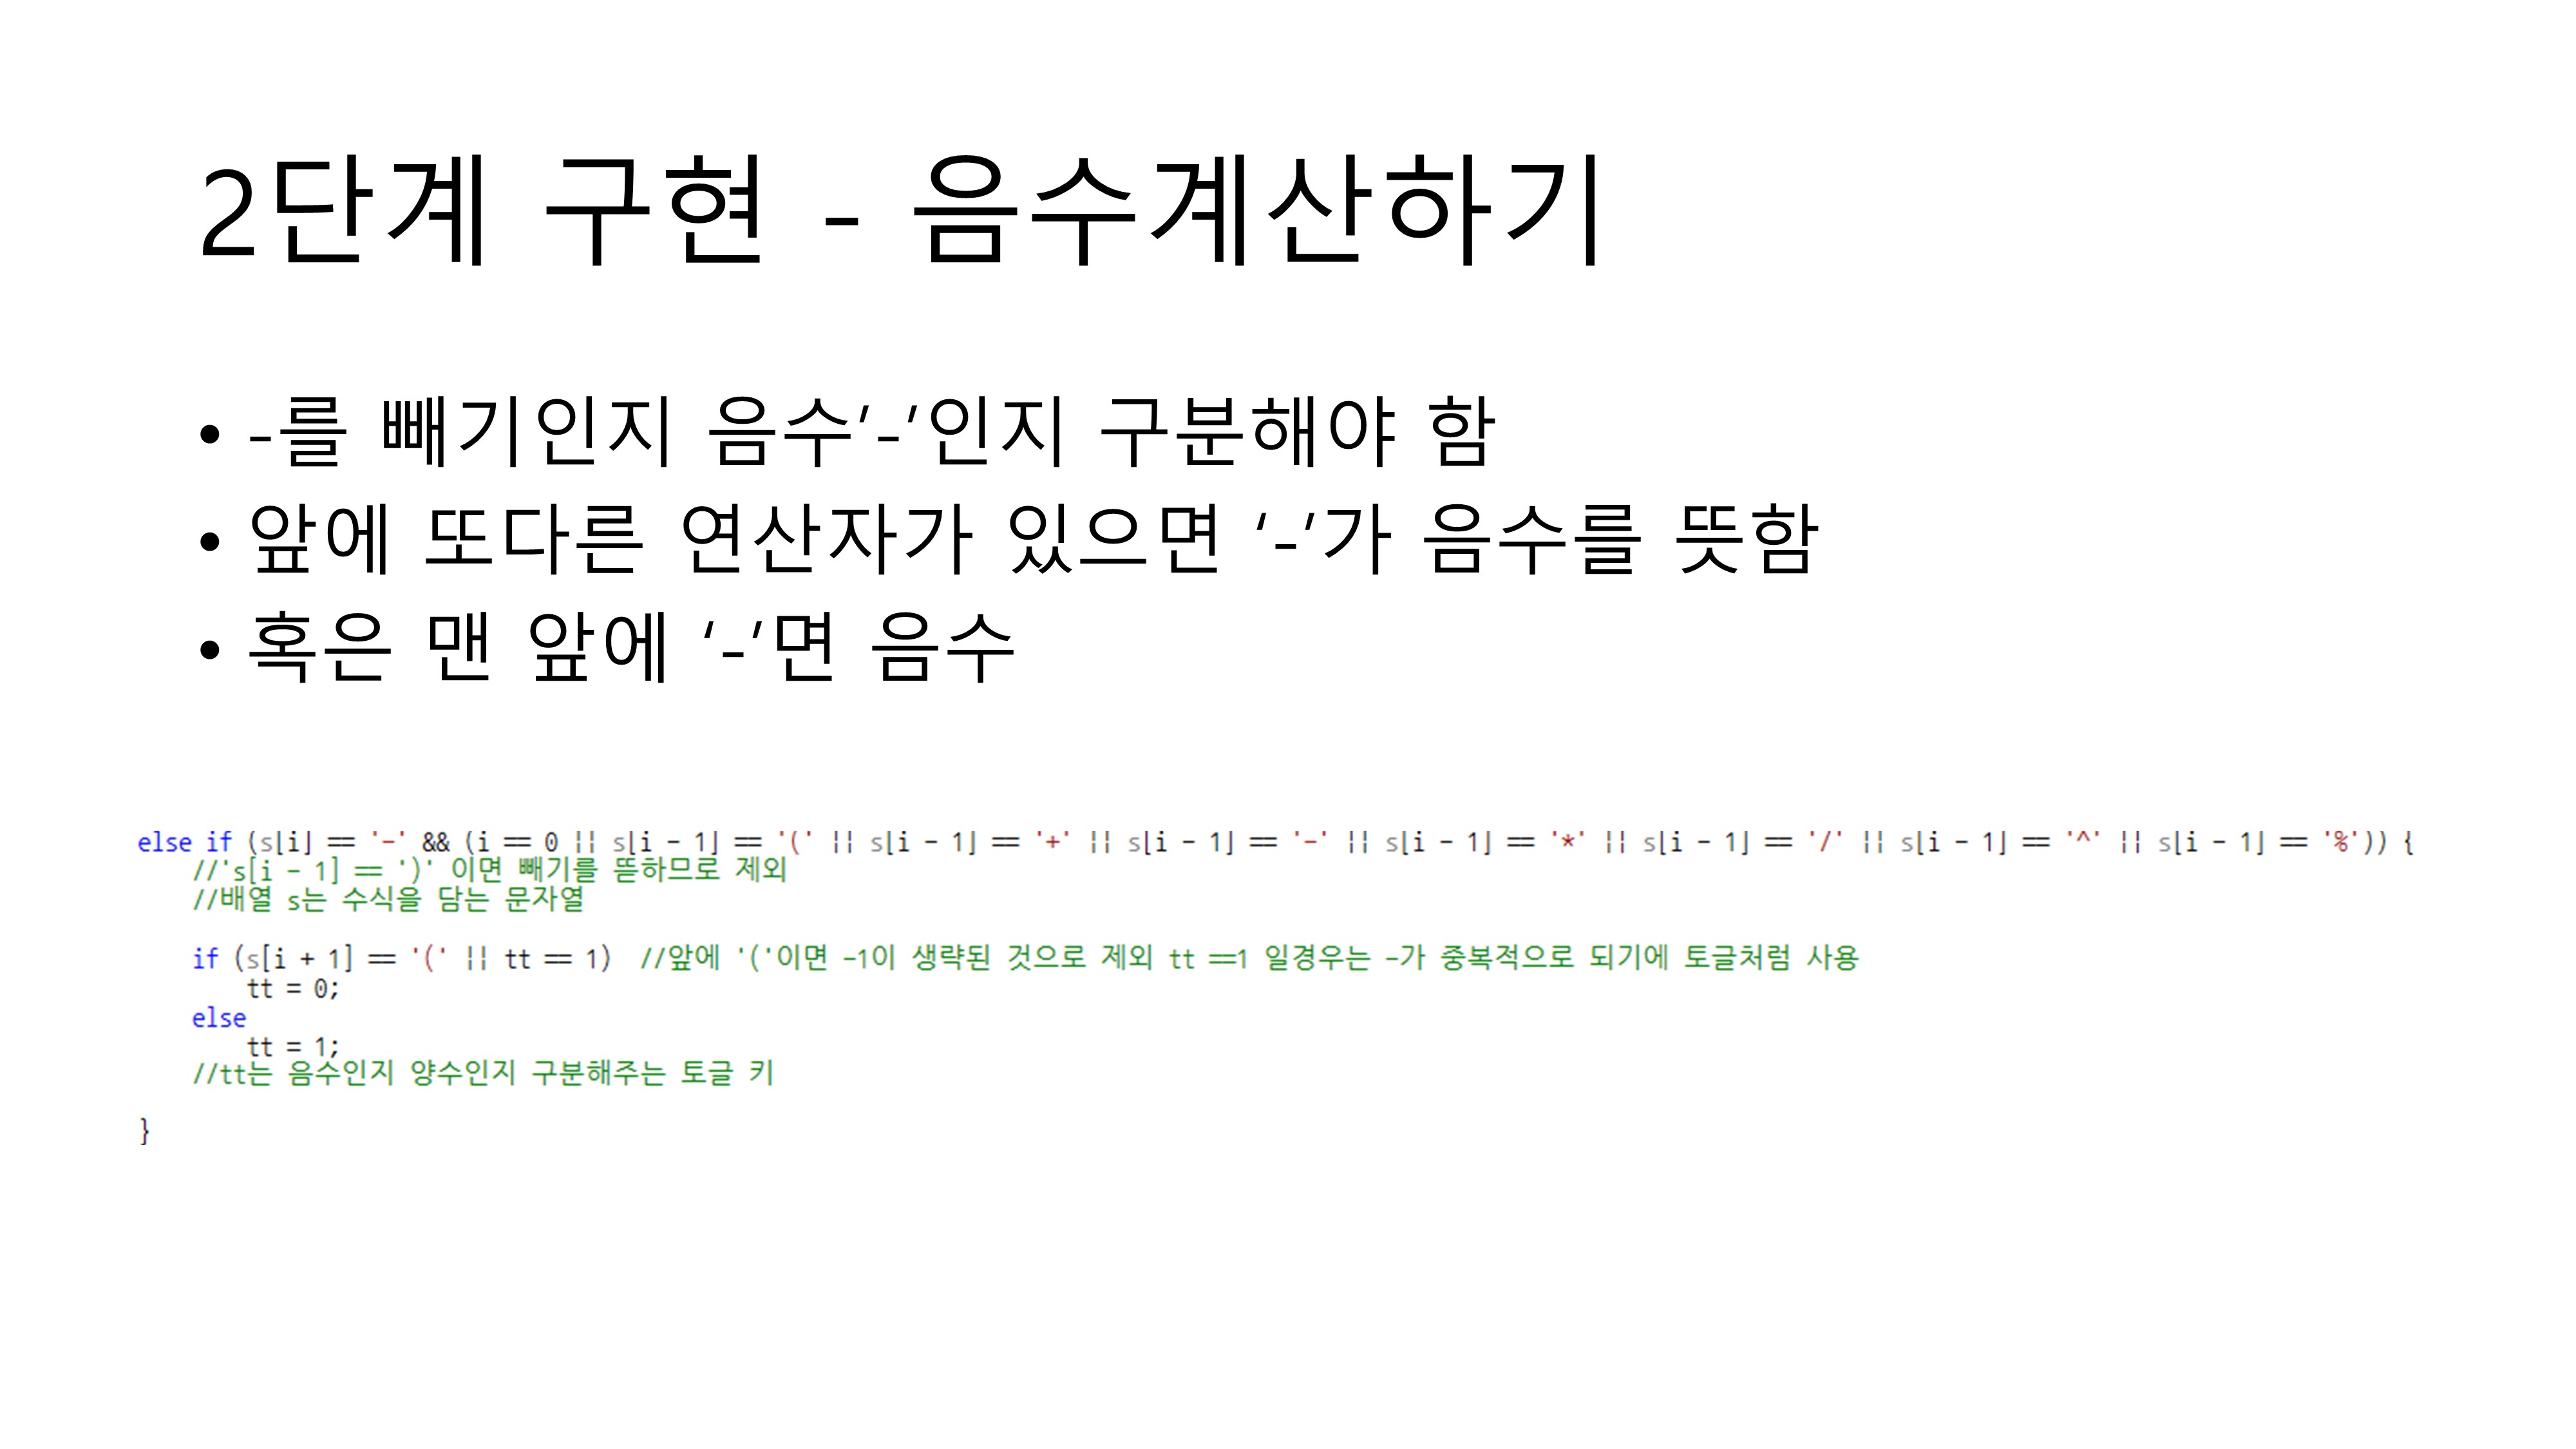 2단계 구현 - 음수계산하기
• -를 빼기인지 음수’-’인지 구분해야 함
• 앞에 또다른 연산자가 있으면 ‘-’가 음수를 뜻함
• 혹은 맨 앞에 ‘-’면 음수
else if (s[i] == '-' && (i == 0 || s[i - 1] == '(' || s[i - 1] == '+' || s[i - 1] == '-' || s[i - 1] == '*' || s[i - 1] == '/' || s[i - 1] == '^' || s[i - 1] == '%')) {
//'s[i - 1] == ')' 이면 빼기를 뜯하므로 제외
//배열 s는 수식을 담는 문자열
if (s[i + 1] == '(' || tt == 1) //앞에 '('이면 -1이 생략된 것으로 제외 tt ==1 일경우는 -가 중복적으로 되기에 토글처럼 사용
tt = 0;
else
tt = 1;
//tt는 음수인지 양수인지 구분해주는 토글 키
}